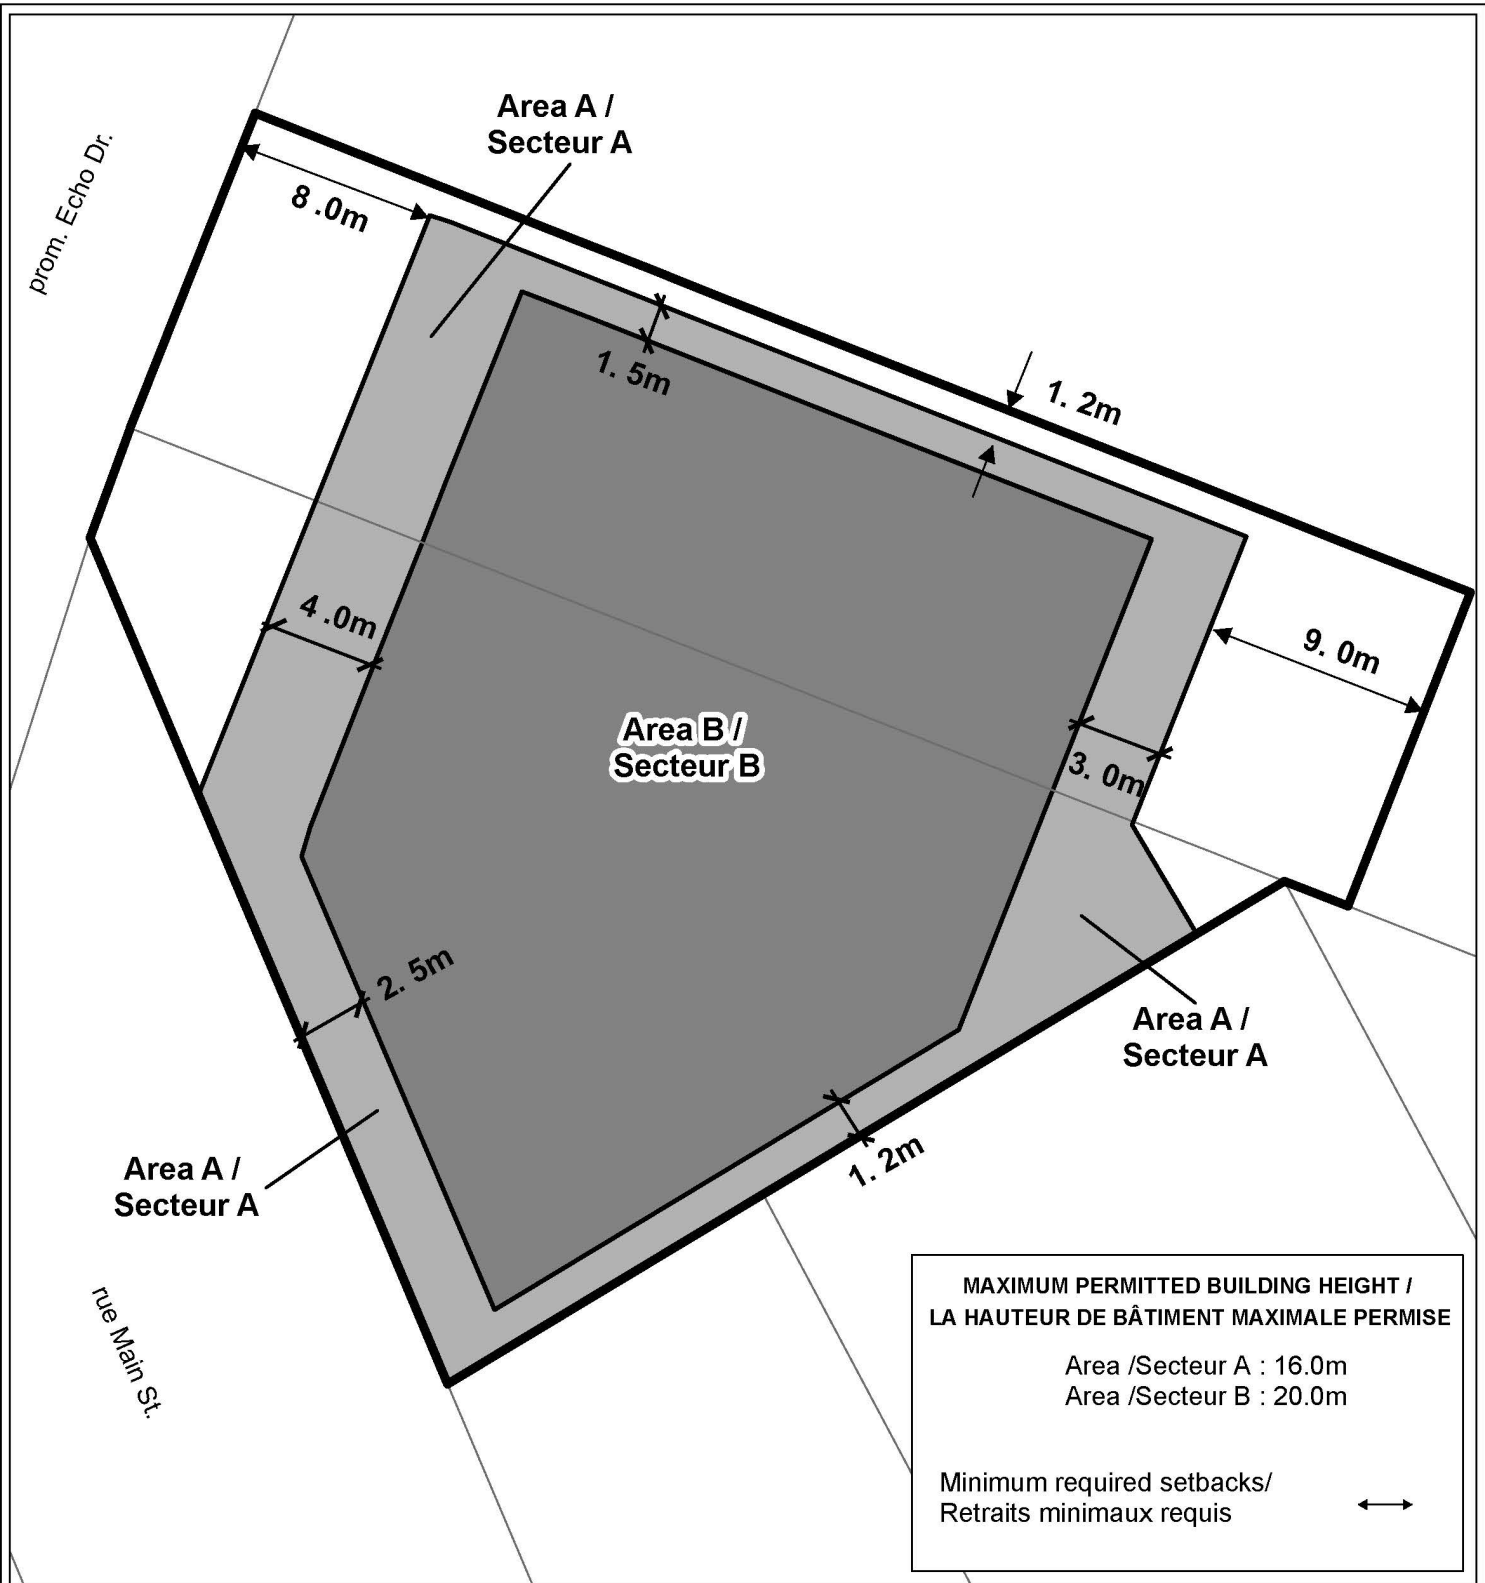 Area A /
Secteur A
prom. Echo Dr.
8 .0m
1. 5m
1. 2m
4 .0m
9. 0m
Area B /
Secteur B
3. 0m
2. 5m
Area A /
Secteur A
1. 2m
Area A /
Secteur A
rue Main St.
MAXIMUM PERMITTED BUILDING HEIGHT /
LA HAUTEUR DE BÂTIMENT MAXIMALE PERMISE
Area /Secteur A : 16.0m
Area /Secteur B : 20.0m
Minimum required setbacks/
Retraits minimaux requis